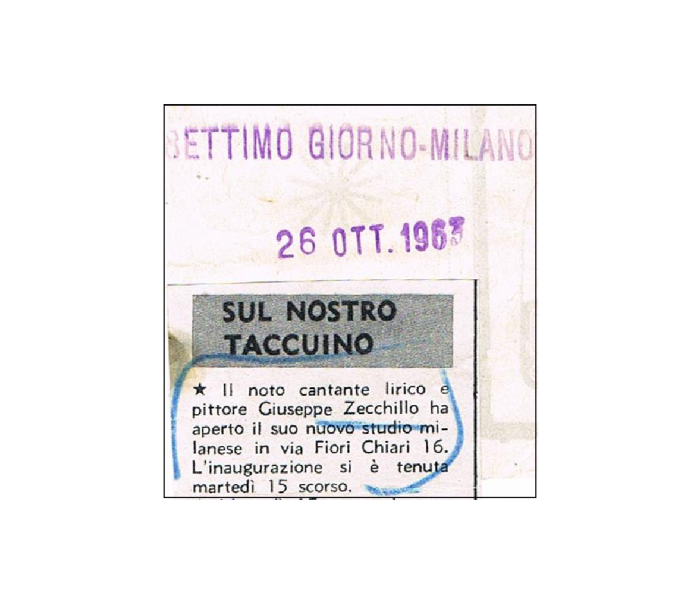 SETTIMO GIORNO-MILANO
26 OTT. 1963
SUL NOSTRO
TACCUINO
★ Il noto cantante lirico e
pittore Giuseppe Zecchillo ha
aperto il suo nuovo studio mi-
lanese in via Fiori Chiari 16.
L'inaugurazione si è tenuta
martedì 15 scorso.